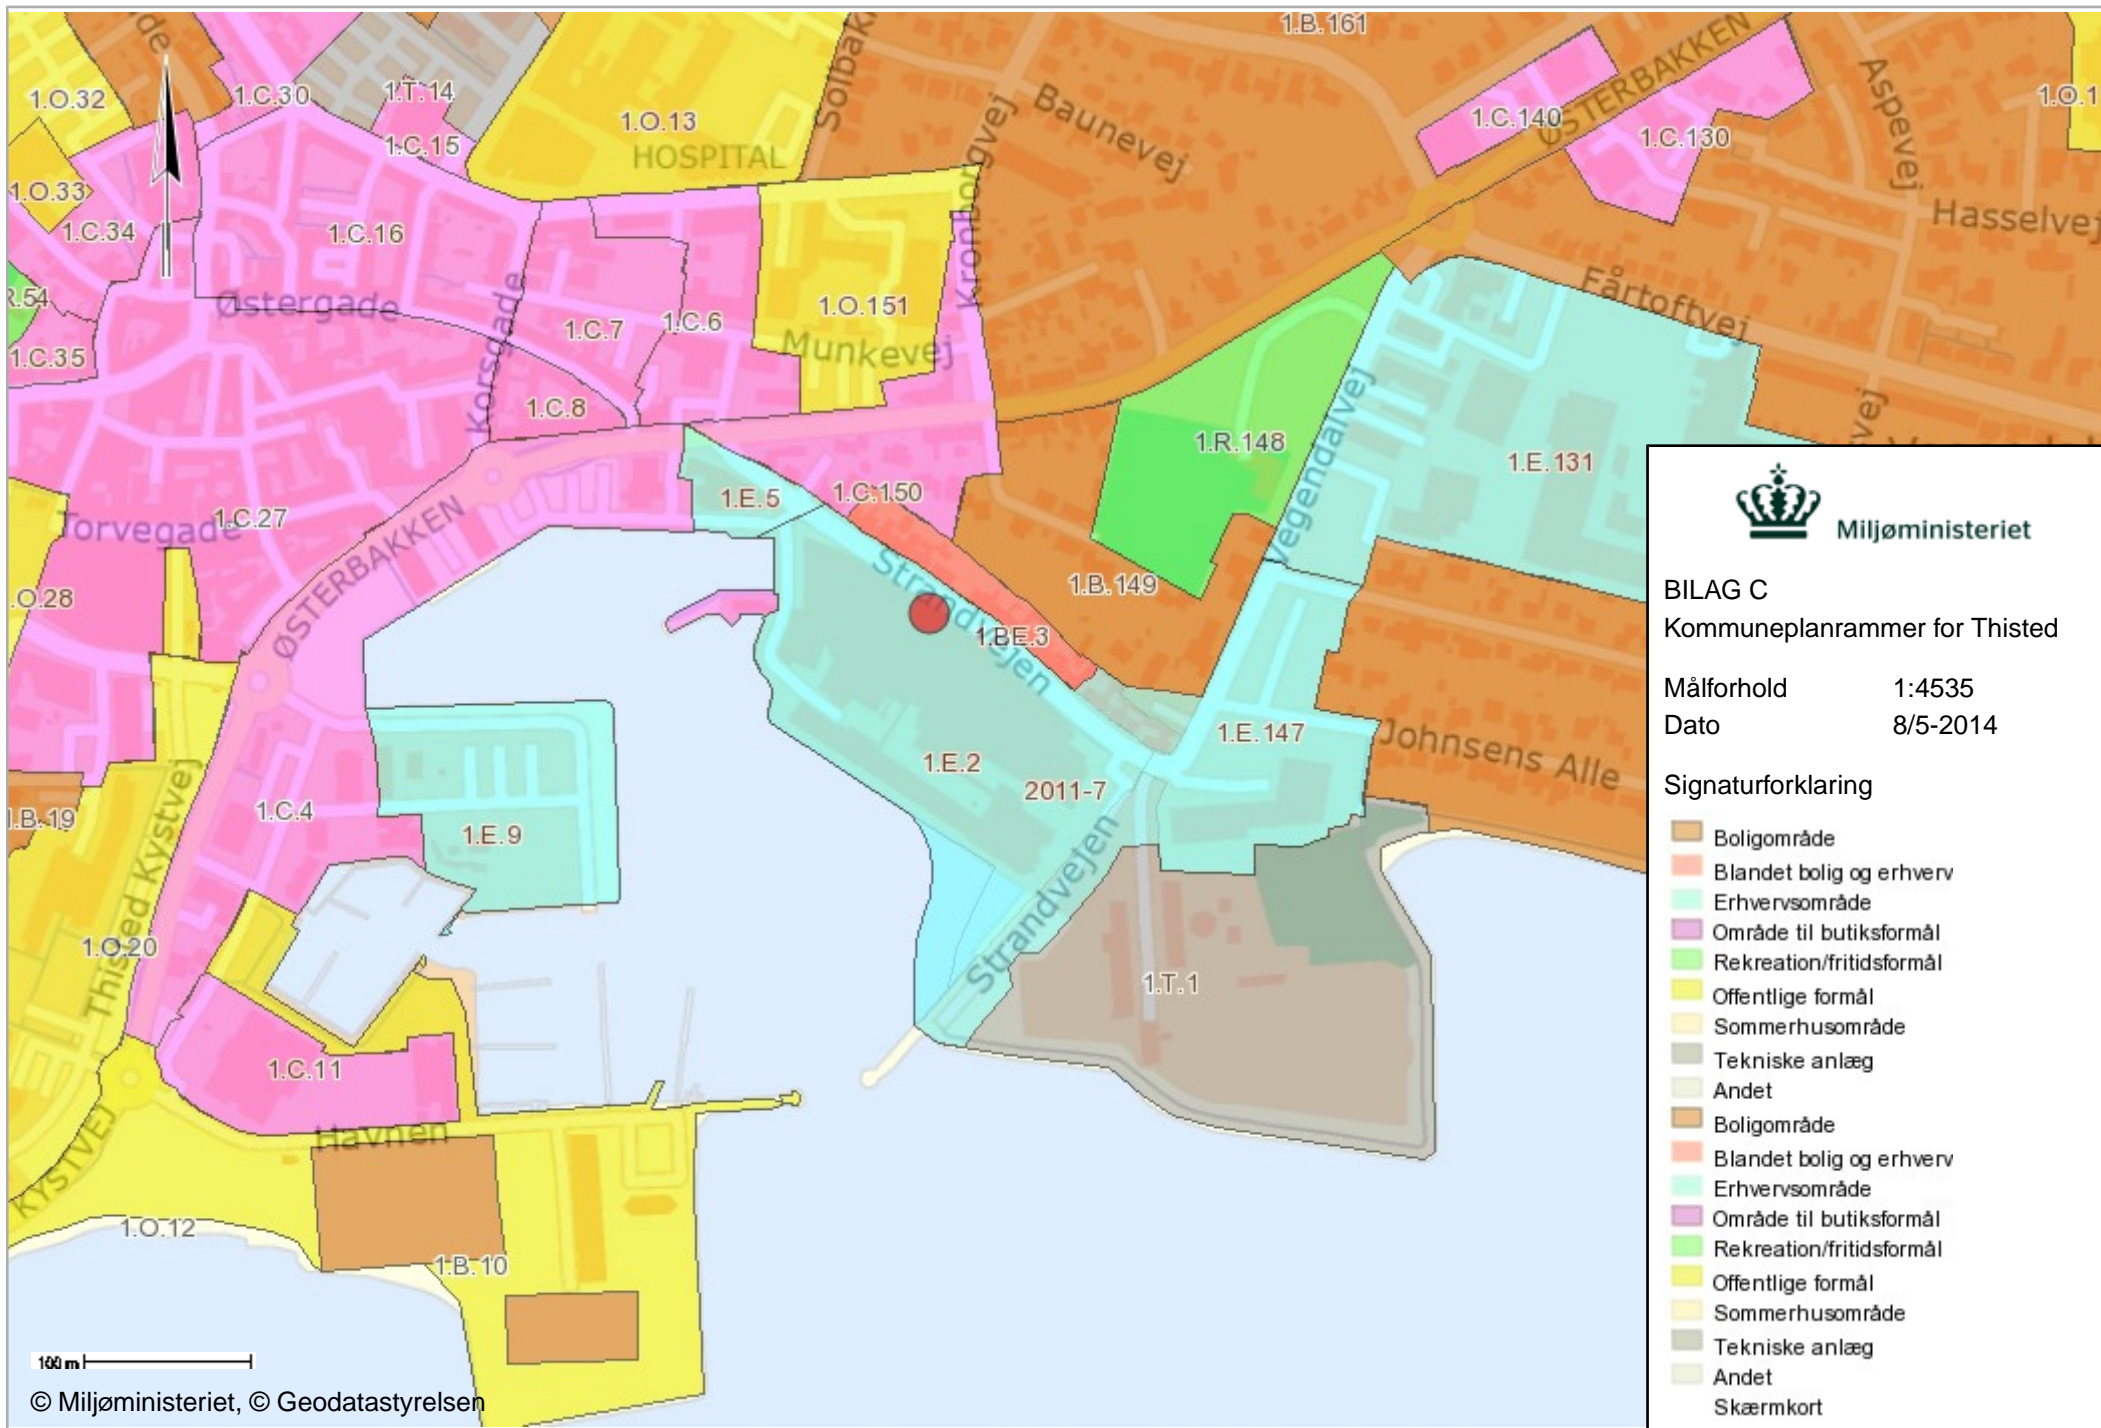 1.B.161
1.O.32
1.C.30
1.T.14
1.C.15
1.O.13
HOSPITAL
Baunevej
Kronborgvej
1.C.140
ØSTERBAKKEN
1.C.130
Aspevej
1.O.1
Hasselvej
1.O.33
1.C.34
1.C.16
R.54
Østergade
Korsgade
1.C.35
1.C.7
1.C.6
1.C.8
1.O.151
Munkevej
Fårtoftvej
1.R.148
Vegendalvej
1.E.131
vej
1.E.5
1.C.150
1.C.27
Torvegade
ØSTERBAKKEN
Strandvejen
1.B.149
1.BE.3
.O.28
1.E.2
2011-7
1.E.147
Johnsens Alle
1.C.4
1.E.9
1.B.19
Thisted Kystvej
1.O.20
Strandvejen
1.T.1
1.C.11
Havnen
KYSTVEJ
1.O.12
1.B.10
100 m
© Miljøministeriet, © Geodatastyrelsen
Miljøministeriet
BILAG C
Kommuneplanrammer for Thisted
Målforhold 1:4535
Dato 8/5-2014
Signaturforklaring
Boligområde
Blandet bolig og erhverv
Erhvervsområde
Område til butiksformål
Rekreation/fritidsformål
Offentlige formål
Sommerhusområde
Tekniske anlæg
Andet
Boligområde
Blandet bolig og erhverv
Erhvervsområde
Område til butiksformål
Rekreation/fritidsformål
Offentlige formål
Sommerhusområde
Tekniske anlæg
Andet
Skærmkort